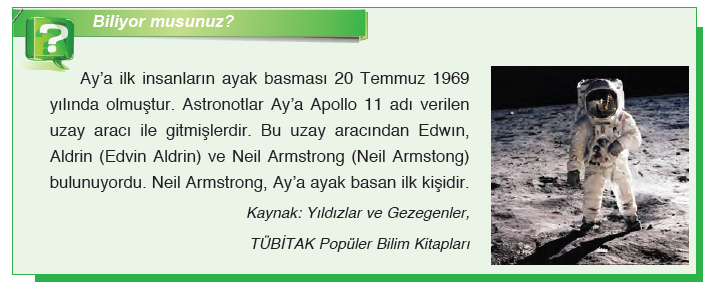 Biliyor musunuz?
Ay'a ilk insanların ayak basması 20 Temmuz 1969
yılında olmuştur. Astronotlar Ay'a Apollo 11 adı verilen
uzay aracı ile gitmişlerdir. Bu uzay aracından Edwın,
Aldrin (Edvin Aldrin) ve Neil Armstrong (Neil Armstong)
bulunuyordu. Neil Armstrong, Ay'a ayak basan ilk kişidir.
Kaynak: Yıldızlar ve Gezegenler,
TÜBİTAK Popüler Bilim Kitapları